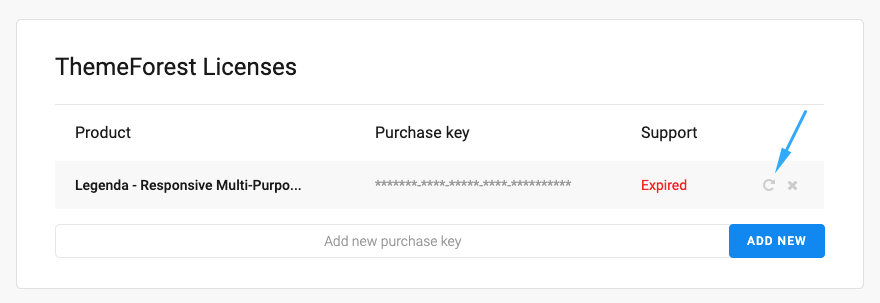 ThemeForest Licenses
Product Purchase key Support
Legenda - Responsive Multi-Purpo... *******-****-*****-****-********** Expired
Add new purchase key ADD NEW